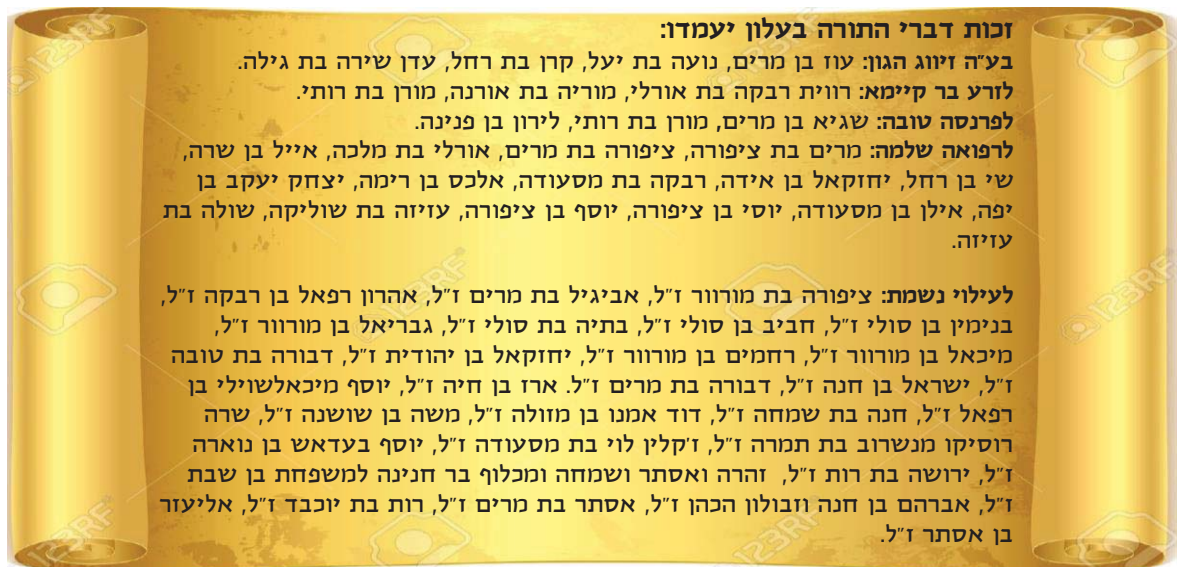 זכות דברי התורה בעלון יעמדו:
בע״ה זיווג הגון: עוז בן מרים, נועה בת יעל, קרן בת רחל, עדן שירה בת גילה.
לזרע בר קיימא: רווית רבקה בת אורלי, מוריה בת אורנה, מורן בת רותי.
לפרנסה טובה: שגיא בן מרים, מורן בת רותי, לירון בן פנינה.
לרפואה שלמה: מרים בת ציפורה, ציפורה בת מרים, אורלי בת מלכה, אייל בן שרה,
שי בן רחל, יחזקאל בן אידה, רבקה בת מסעודה, אלכס בן רימה, יצחק יעקב בן
יפה, אילן בן מסעודה, יוסי בן ציפורה, יוסף בן ציפורה, עזיזה בת שוליקה, שולה בת
עזיזה.
לעילוי נשמת: ציפורה בת מורוור ז״ל, אביגיל בת מרים ז״ל, אהרון רפאל בן רבקה ז״ל,
בנימין בן סולי ז״ל, חביב בן סולי ז״ל, בתיה בת סולי ז״ל, גבריאל בן מורוור ז״ל,
מיכאל בן מורוור ז״ל, רחמים בן מורוור ז״ל, יחזקאל בן יהודית ז״ל, דבורה בת טובה
ז״ל, ישראל בן חנה ז״ל, דבורה בת מרים ז״ל. ארז בן חיה ז״ל, יוסף מיכאלשוילי בן
רפאל ז״ל, חנה בת שמחה ז״ל, דוד אמנו בן מזולה ז״ל, משה בן שושנה ז״ל, שרה
רוסיקו מנשרוב בת תמרה ז״ל, ז'קלין לוי בת מסעודה ז״ל, יוסף בעדאש בן נוארה
ז״ל, ירושה בת רות ז״ל, זהרה ואסתר ושמחה ומכלוף בר חנינה למשפחת בן שבת
ז״ל, אברהם בן חנה וזבולון הכהן ז״ל, אסתר בת מרים ז״ל, רות בת יוכבד ז״ל, אליעזר
בן אסתר ז״ל.
123RF
123RF
123RF
123RF
123RF
123RF